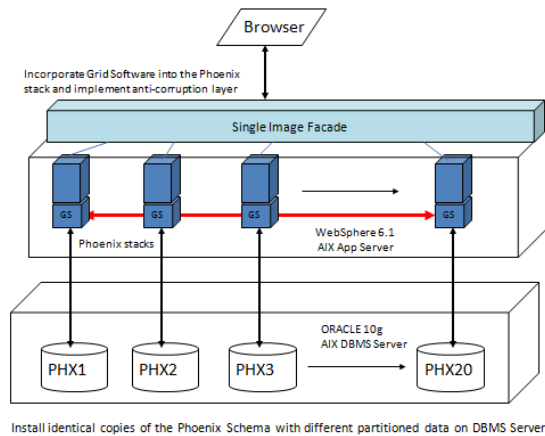 Browser
Incorporate Grid Software into the Phoenix
stack and implement anti-corruption layer
Single Image Facade
GS GS GS GS
Phoenix stacks
WebSphere 6.1
AIX App Server
ORACLE 10g
AIX DBMS Server
PHX1 PHX2 PHX3 PHX20
Install identical copies of the Phoenix Schema with different partitioned data on DBMS Server